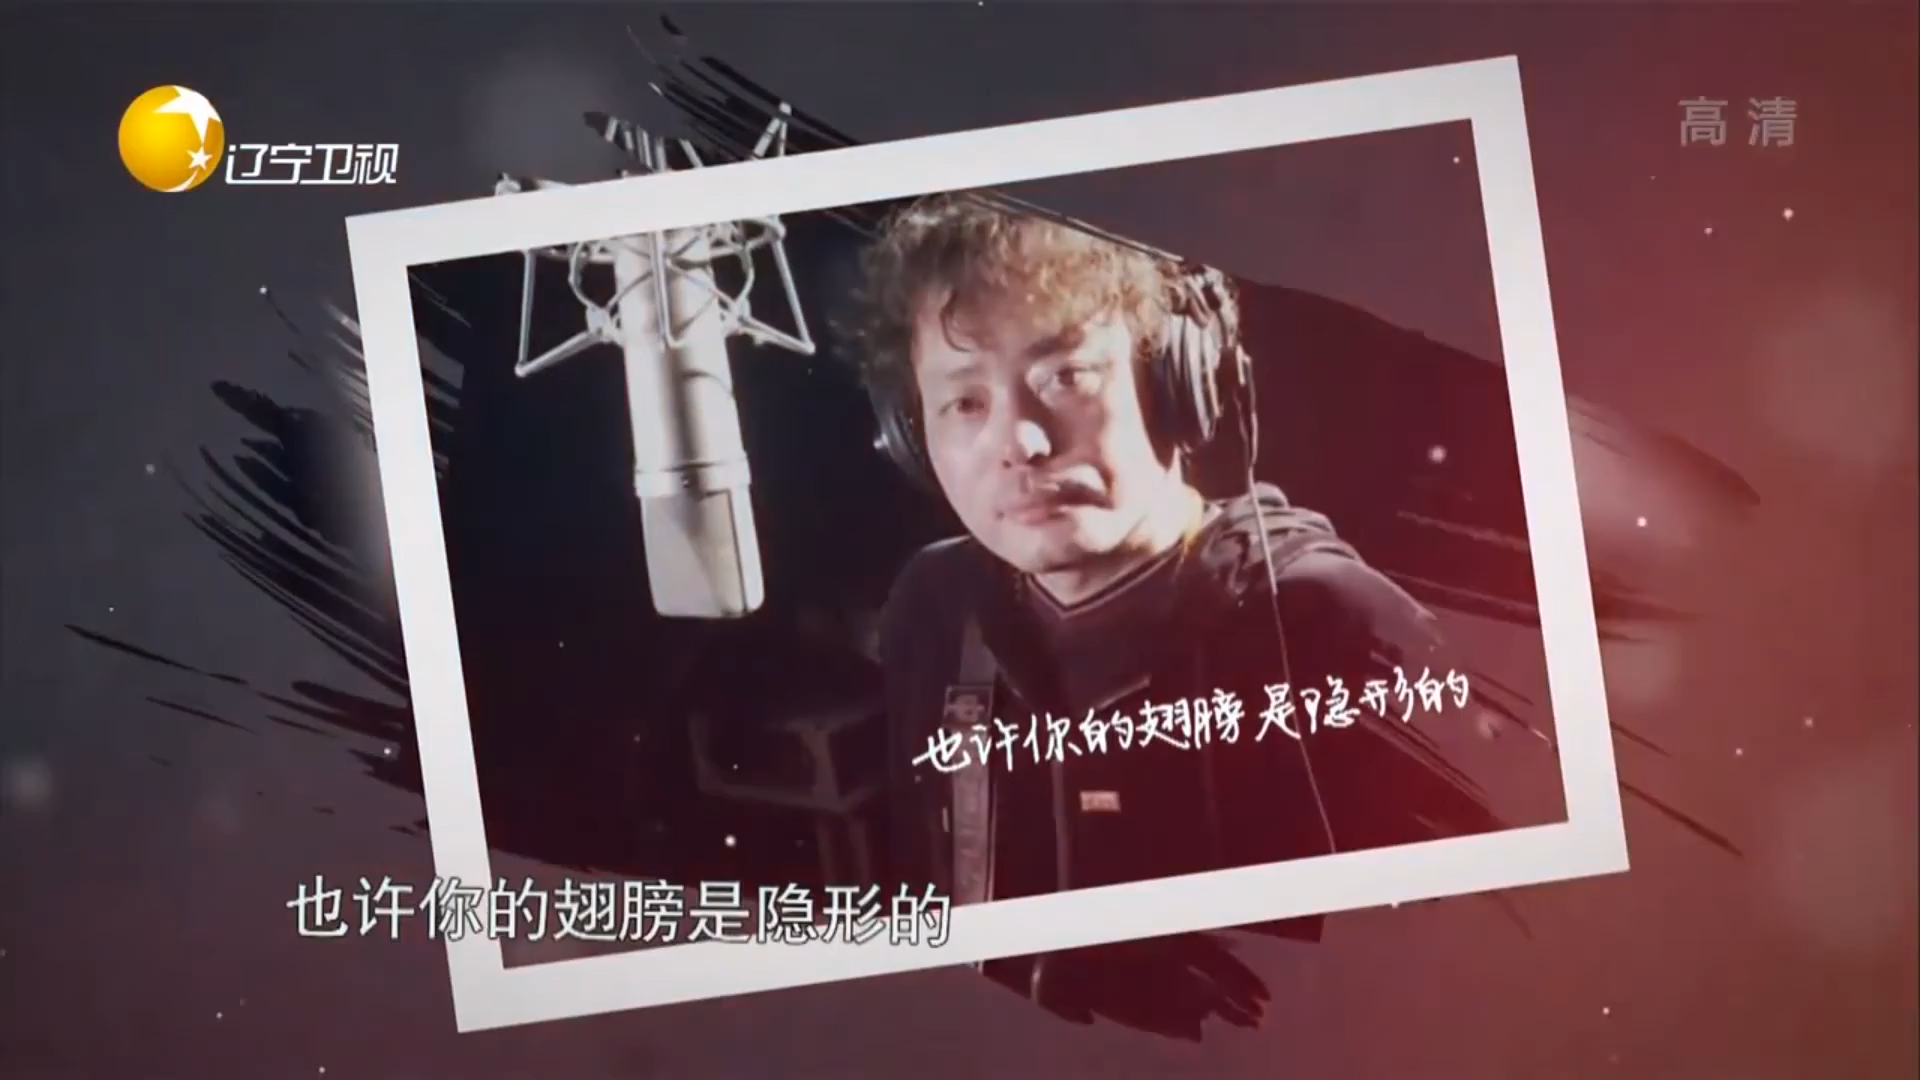 辽宁卫视
高清
也许你的翅膀是隐形的
也许你的翅膀是隐形的